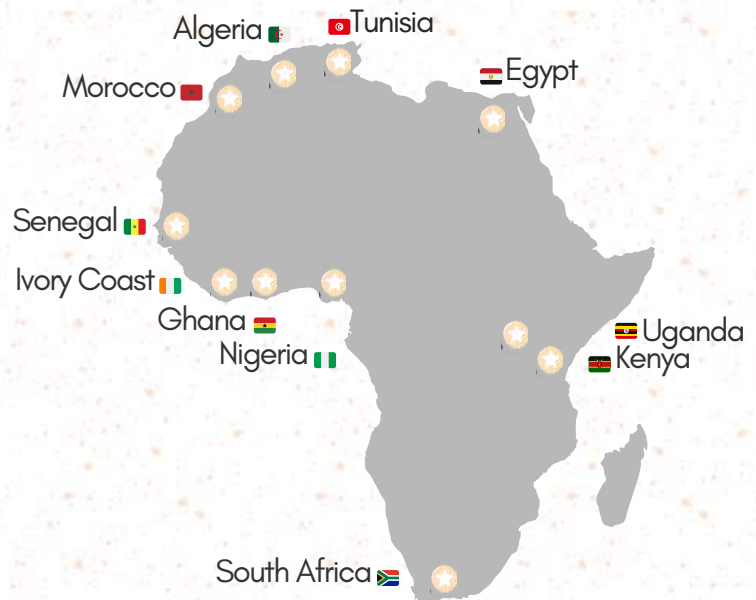 Algeria
Tunisia
Egypt
Morocco
Senegal
Ivory Coast
Ghana
Uganda
Nigeria
Kenya
South Africa